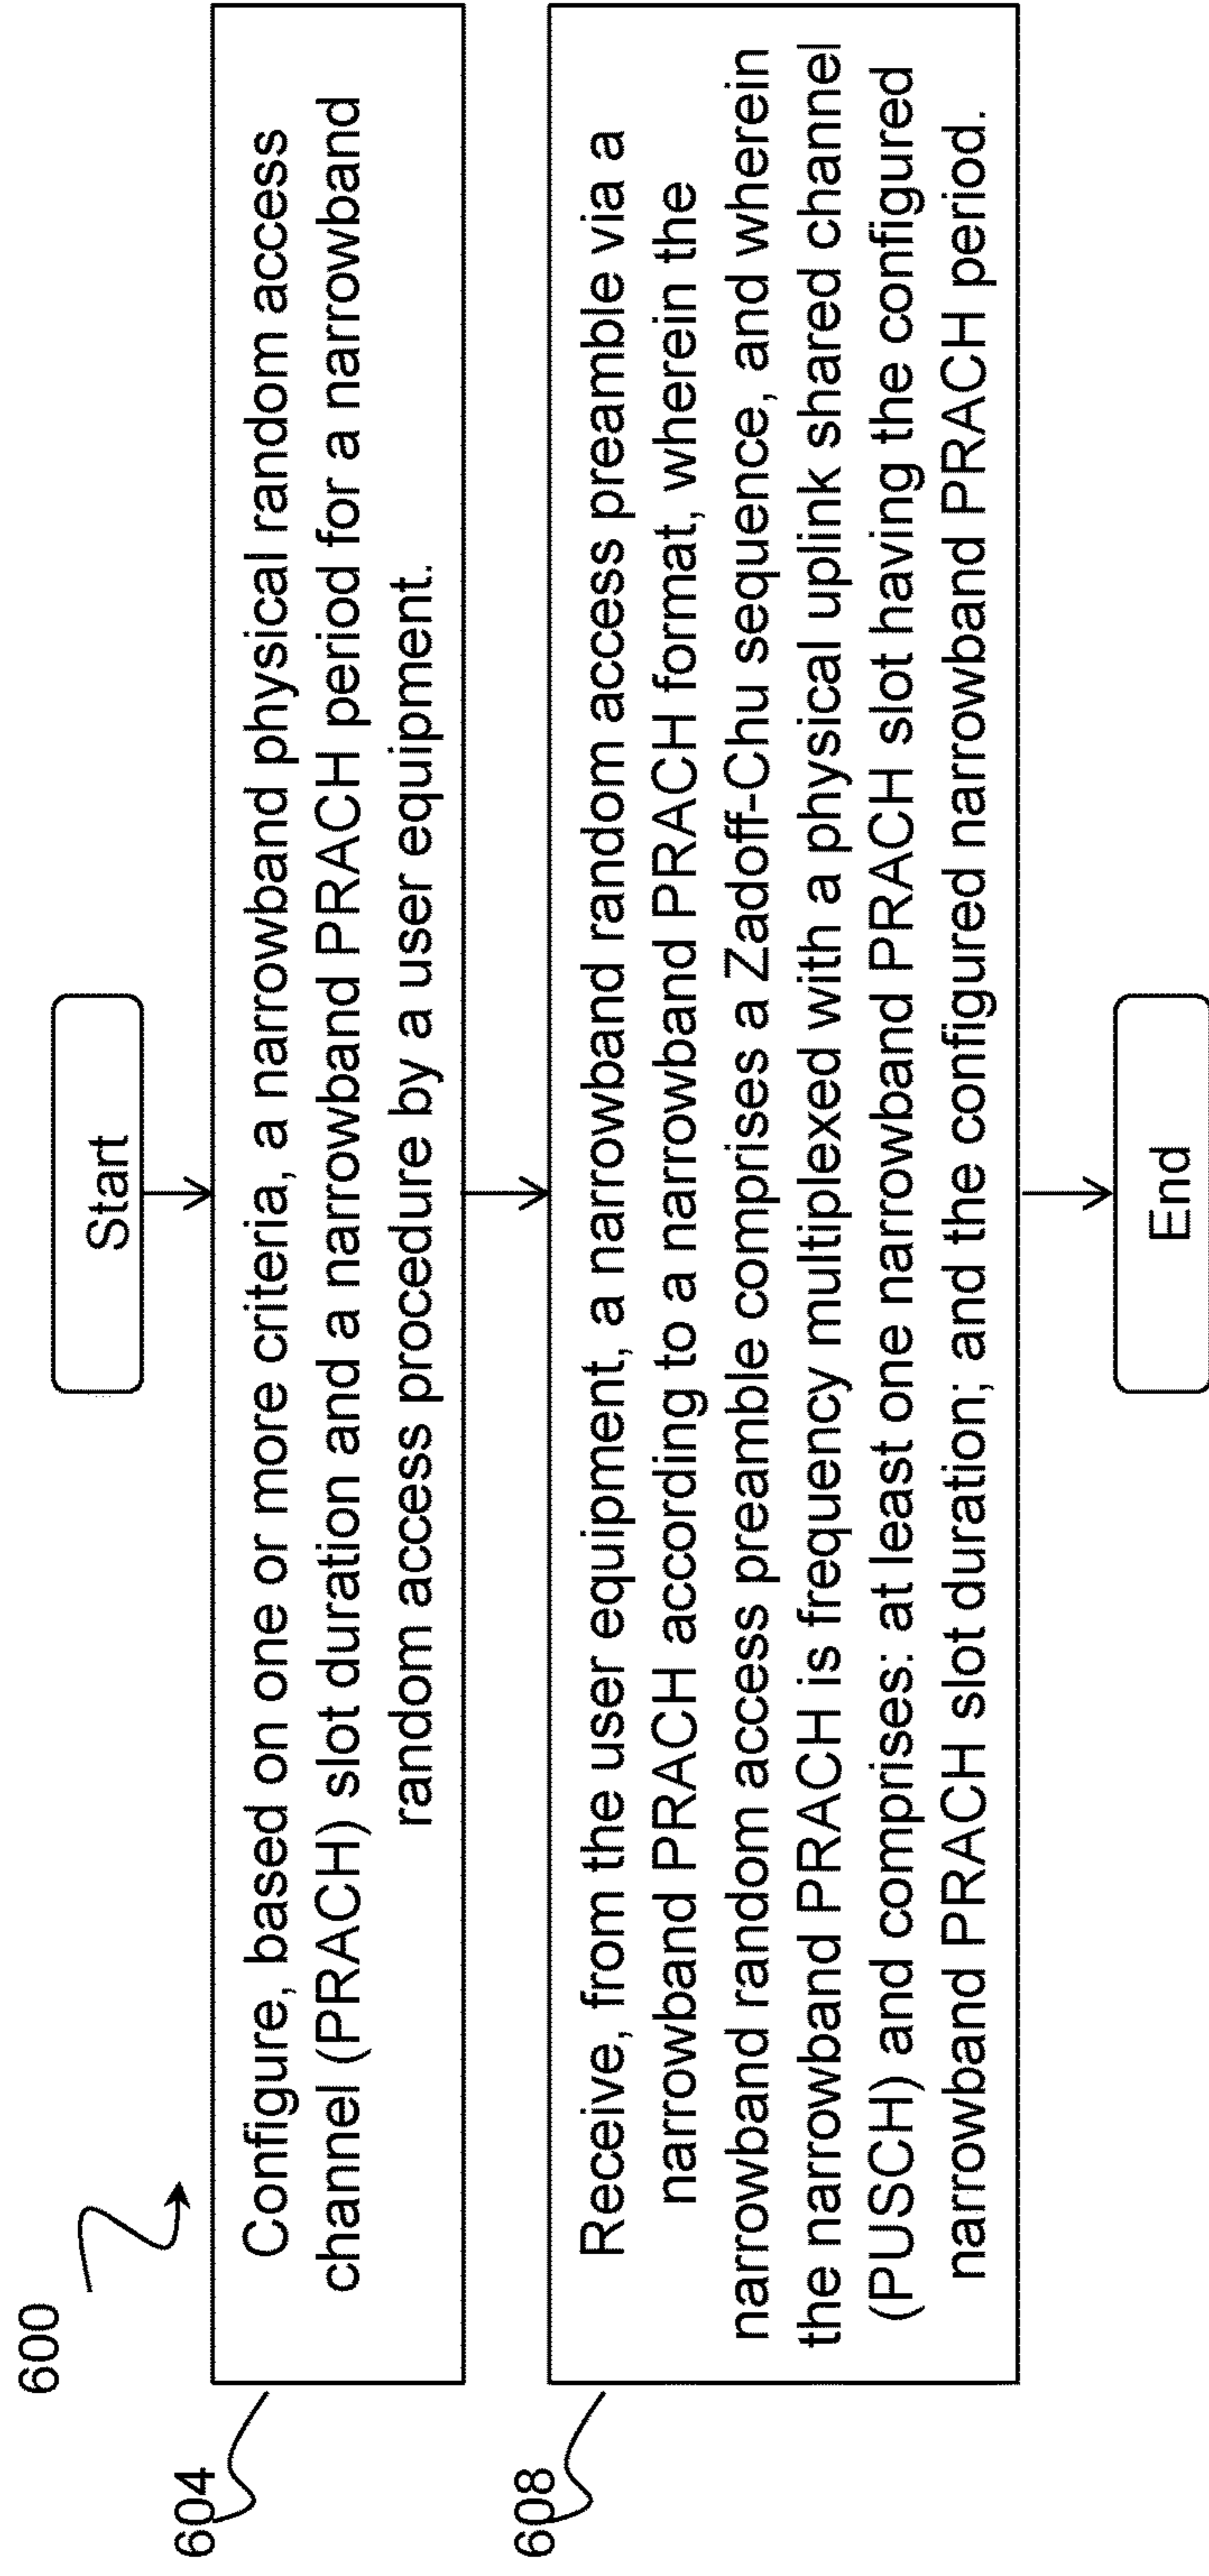 600
Start
604
Configure, based on one or more criteria, a narrowband physical random access
channel (PRACH) slot duration and a narrowband PRACH period for a narrowband
random access procedure by a user equipment.
608
Receive, from the user equipment, a narrowband random access preamble via a
narrowband PRACH according to a narrowband PRACH format, wherein the
narrowband random access preamble comprises a Zadoff-Chu sequence, and wherein
the narrowband PRACH is frequency multiplexed with a physical uplink shared channel
(PUSCH) and comprises: at least one narrowband PRACH slot having the configured
narrowband PRACH slot duration; and the configured narrowband PRACH period.
End